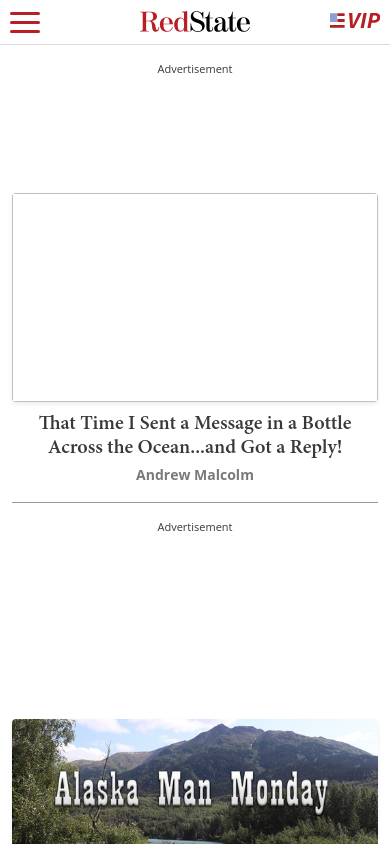 RedState
VIP
Advertisement
That Time I Sent a Message in a Bottle
Across the Ocean...and Got a Reply!
Andrew Malcolm
Advertisement
Alaska Man Monday